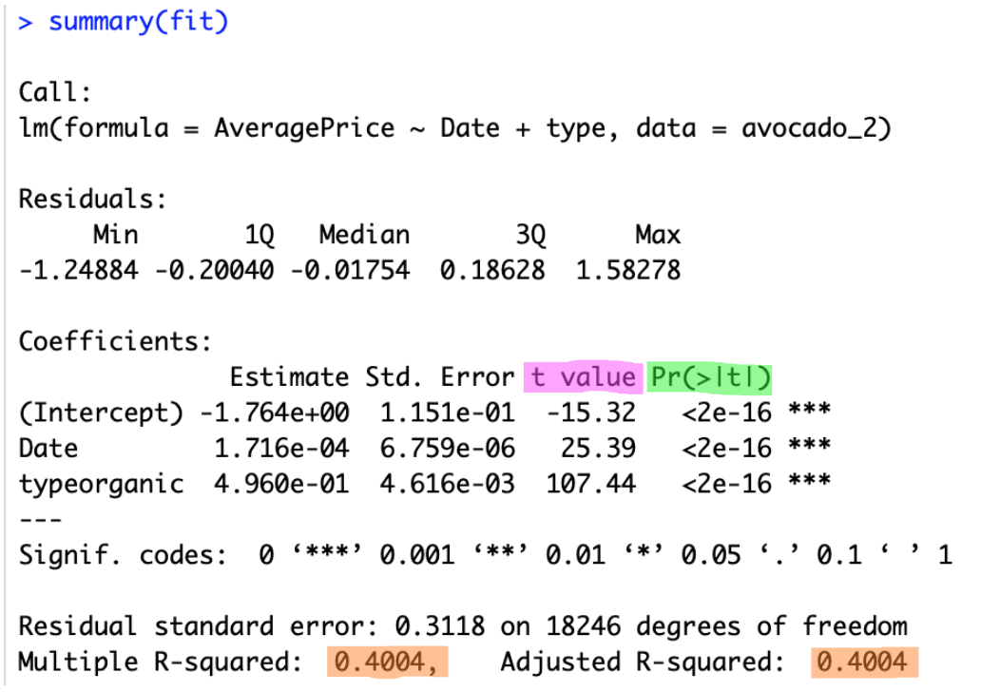 > summary(fit)
Call:
lm(formula = AveragePrice ~ Date + type, data = avocado_2)
Residuals:
     Min       1Q   Median       3Q      Max
-1.24884 -0.20040 -0.01754  0.18628  1.58278
Coefficients:
              Estimate Std. Error t value Pr(>|t|)
(Intercept) -1.764e+00  1.151e-01  -15.32   <2e-16 ***
Date         1.716e-04  6.759e-06   25.39   <2e-16 ***
typeorganic  4.960e-01  4.616e-03  107.44   <2e-16 ***
---
Signif. codes:  0 ‘***’ 0.001 ‘**’ 0.01 ‘*’ 0.05 ‘.’ 0.1 ‘ ’ 1
Residual standard error: 0.3118 on 18246 degrees of freedom
Multiple R-squared:  0.4004,	Adjusted R-squared:  0.4004